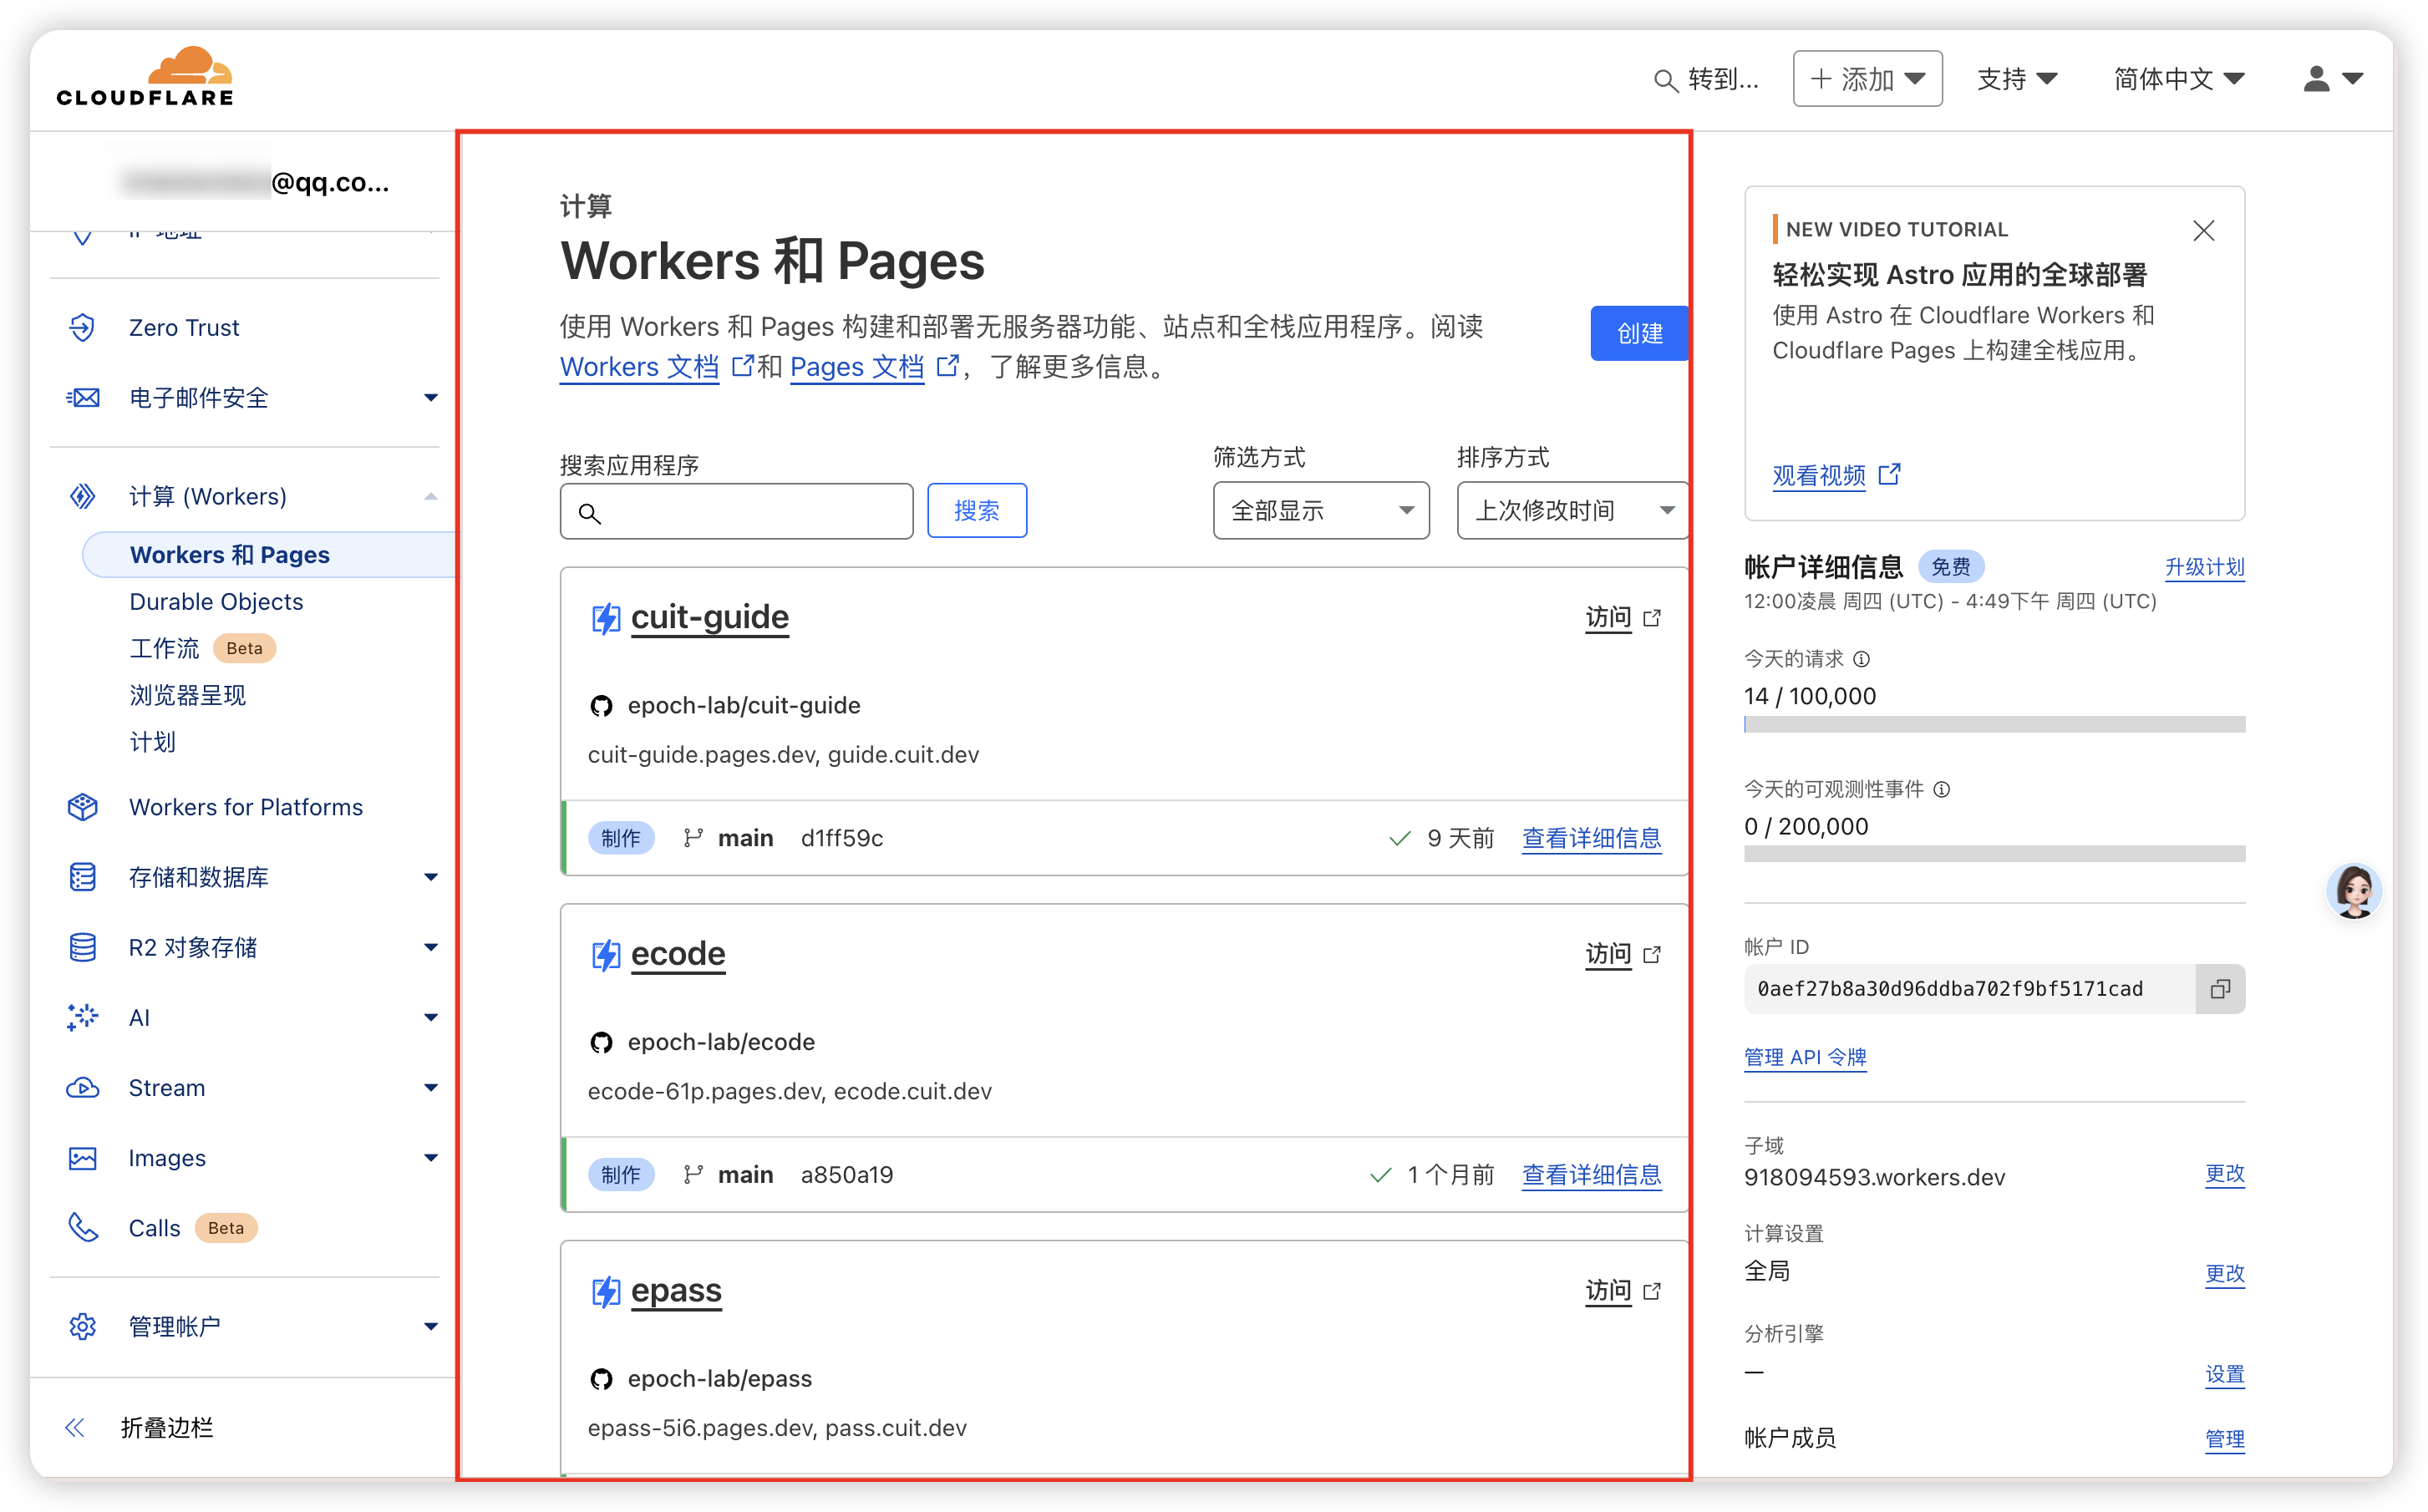 CLOUDFLARE
转到...
+ 添加
支持
简体中文
@qq.co...
IP 地址
Zero Trust
电子邮件安全
计算 (Workers)
Workers 和 Pages
Durable Objects
工作流 Beta
浏览器呈现
计划
Workers for Platforms
存储和数据库
R2 对象存储
AI
Stream
Images
Calls Beta
管理帐户
折叠边栏
计算
Workers 和 Pages
使用 Workers 和 Pages 构建和部署无服务器功能、站点和全栈应用程序。阅读
Workers 文档 和 Pages 文档 ，了解更多信息。
创建
搜索应用程序
搜索
筛选方式
全部显示
排序方式
上次修改时间
cuit-guide
访问
epoch-lab/cuit-guide
cuit-guide.pages.dev, guide.cuit.dev
制作 main d1ff59c 9 天前 查看详细信息
ecode
访问
epoch-lab/ecode
ecode-61p.pages.dev, ecode.cuit.dev
制作 main a850a19 1 个月前 查看详细信息
epass
访问
epoch-lab/epass
epass-5i6.pages.dev, pass.cuit.dev
NEW VIDEO TUTORIAL
轻松实现 Astro 应用的全球部署
使用 Astro 在 Cloudflare Workers 和
Cloudflare Pages 上构建全栈应用。
观看视频
帐户详细信息 免费 升级计划
12:00凌晨 周四 (UTC) - 4:49下午 周四 (UTC)
今天的请求
14 / 100,000
今天的可观测性事件
0 / 200,000
帐户 ID
0aef27b8a30d96ddba702f9bf5171cad
管理 API 令牌
子域
918094593.workers.dev 更改
计算设置
全局 更改
分析引擎
— 设置
帐户成员 管理